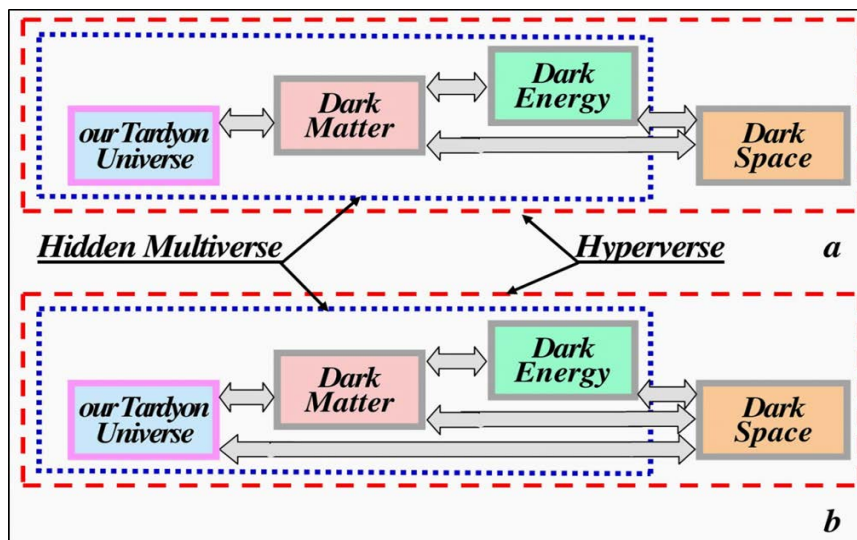 Dark
Energy
Dark
Matter
our Tardyon
Universe
Dark
Space
Hidden Multiverse
Hyperverse
a
Dark
Energy
Dark
Matter
our Tardyon
Universe
Dark
Space
b